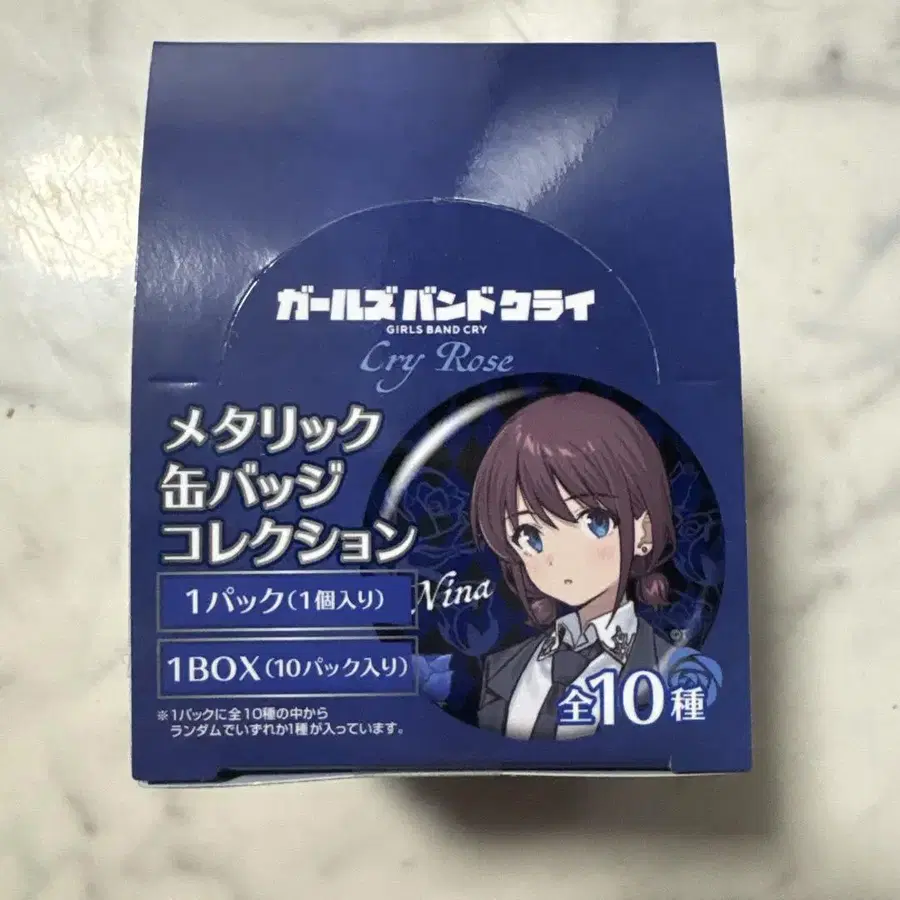 ガールズバンドクライ
GIRLS BAND CRY
Cry Rose
メタリック
缶バッジ
コレクション
1パック(1個入り)
Nina
1BOX(10パック入り)
全10種
※1パックに全10種の中から
ランダムでいずれか1種が入っています。